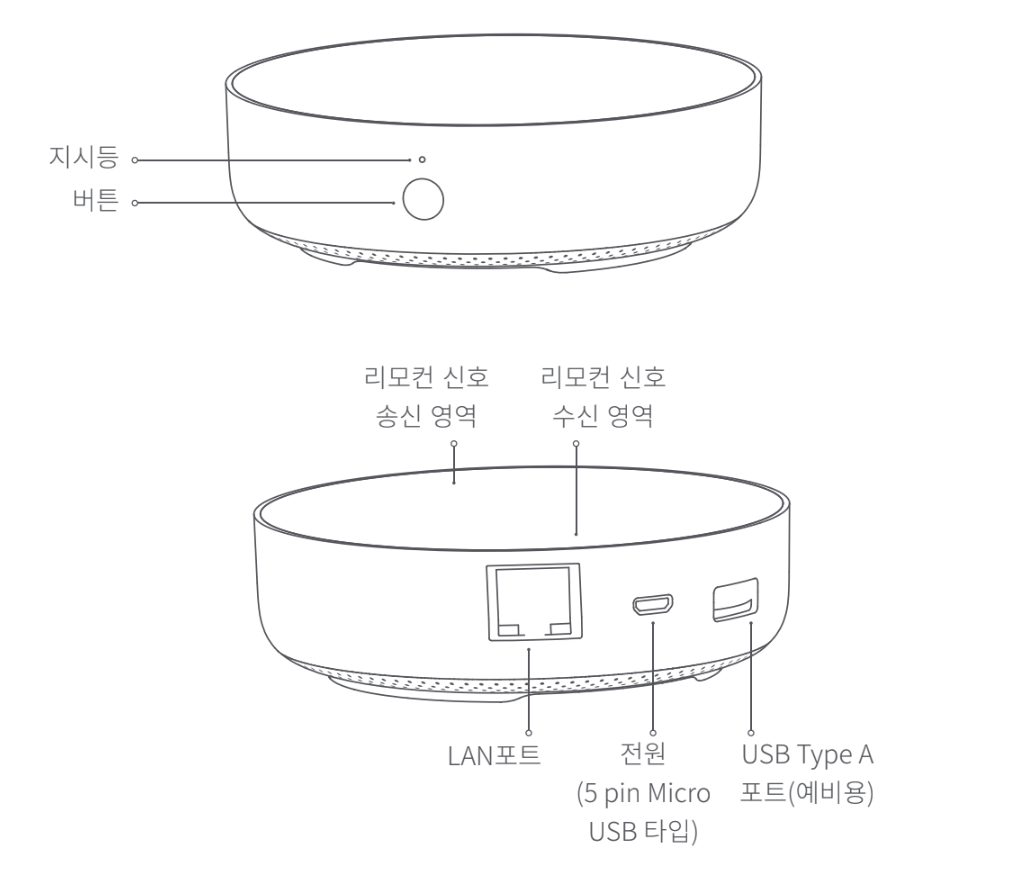 지시등
버튼
리모컨 신호
송신 영역
리모컨 신호
수신 영역
LAN포트
전원
(5 pin Micro
USB 타입)
USB Type A
포트(예비용)